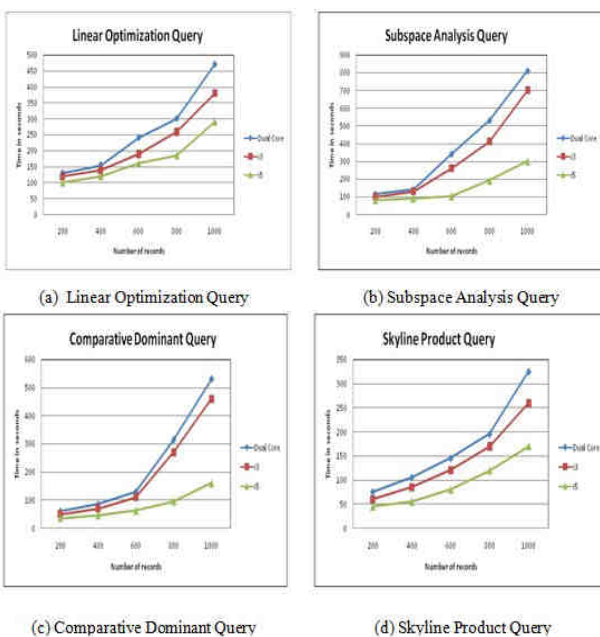 Linear Optimization Query
500
450
400
350
300
250
200
150
100
50
0
Time in seconds
200 400 600 800 1000
Number of records
Dual Core
i3
i5
(a) Linear Optimization Query
Subspace Analysis Query
900
800
700
600
500
400
300
200
100
0
Time in seconds
200 400 600 800 1000
Number of records
Dual Core
i3
i5
(b) Subspace Analysis Query
Comparative Dominant Query
600
500
400
300
200
100
0
Time in seconds
200 400 600 800 1000
Number of records
Dual Core
i3
i5
(c) Comparative Dominant Query
Skyline Product Query
350
300
250
200
150
100
50
0
Time in seconds
200 400 600 800 1000
Number of records
Dual Core
i3
i5
(d) Skyline Product Query